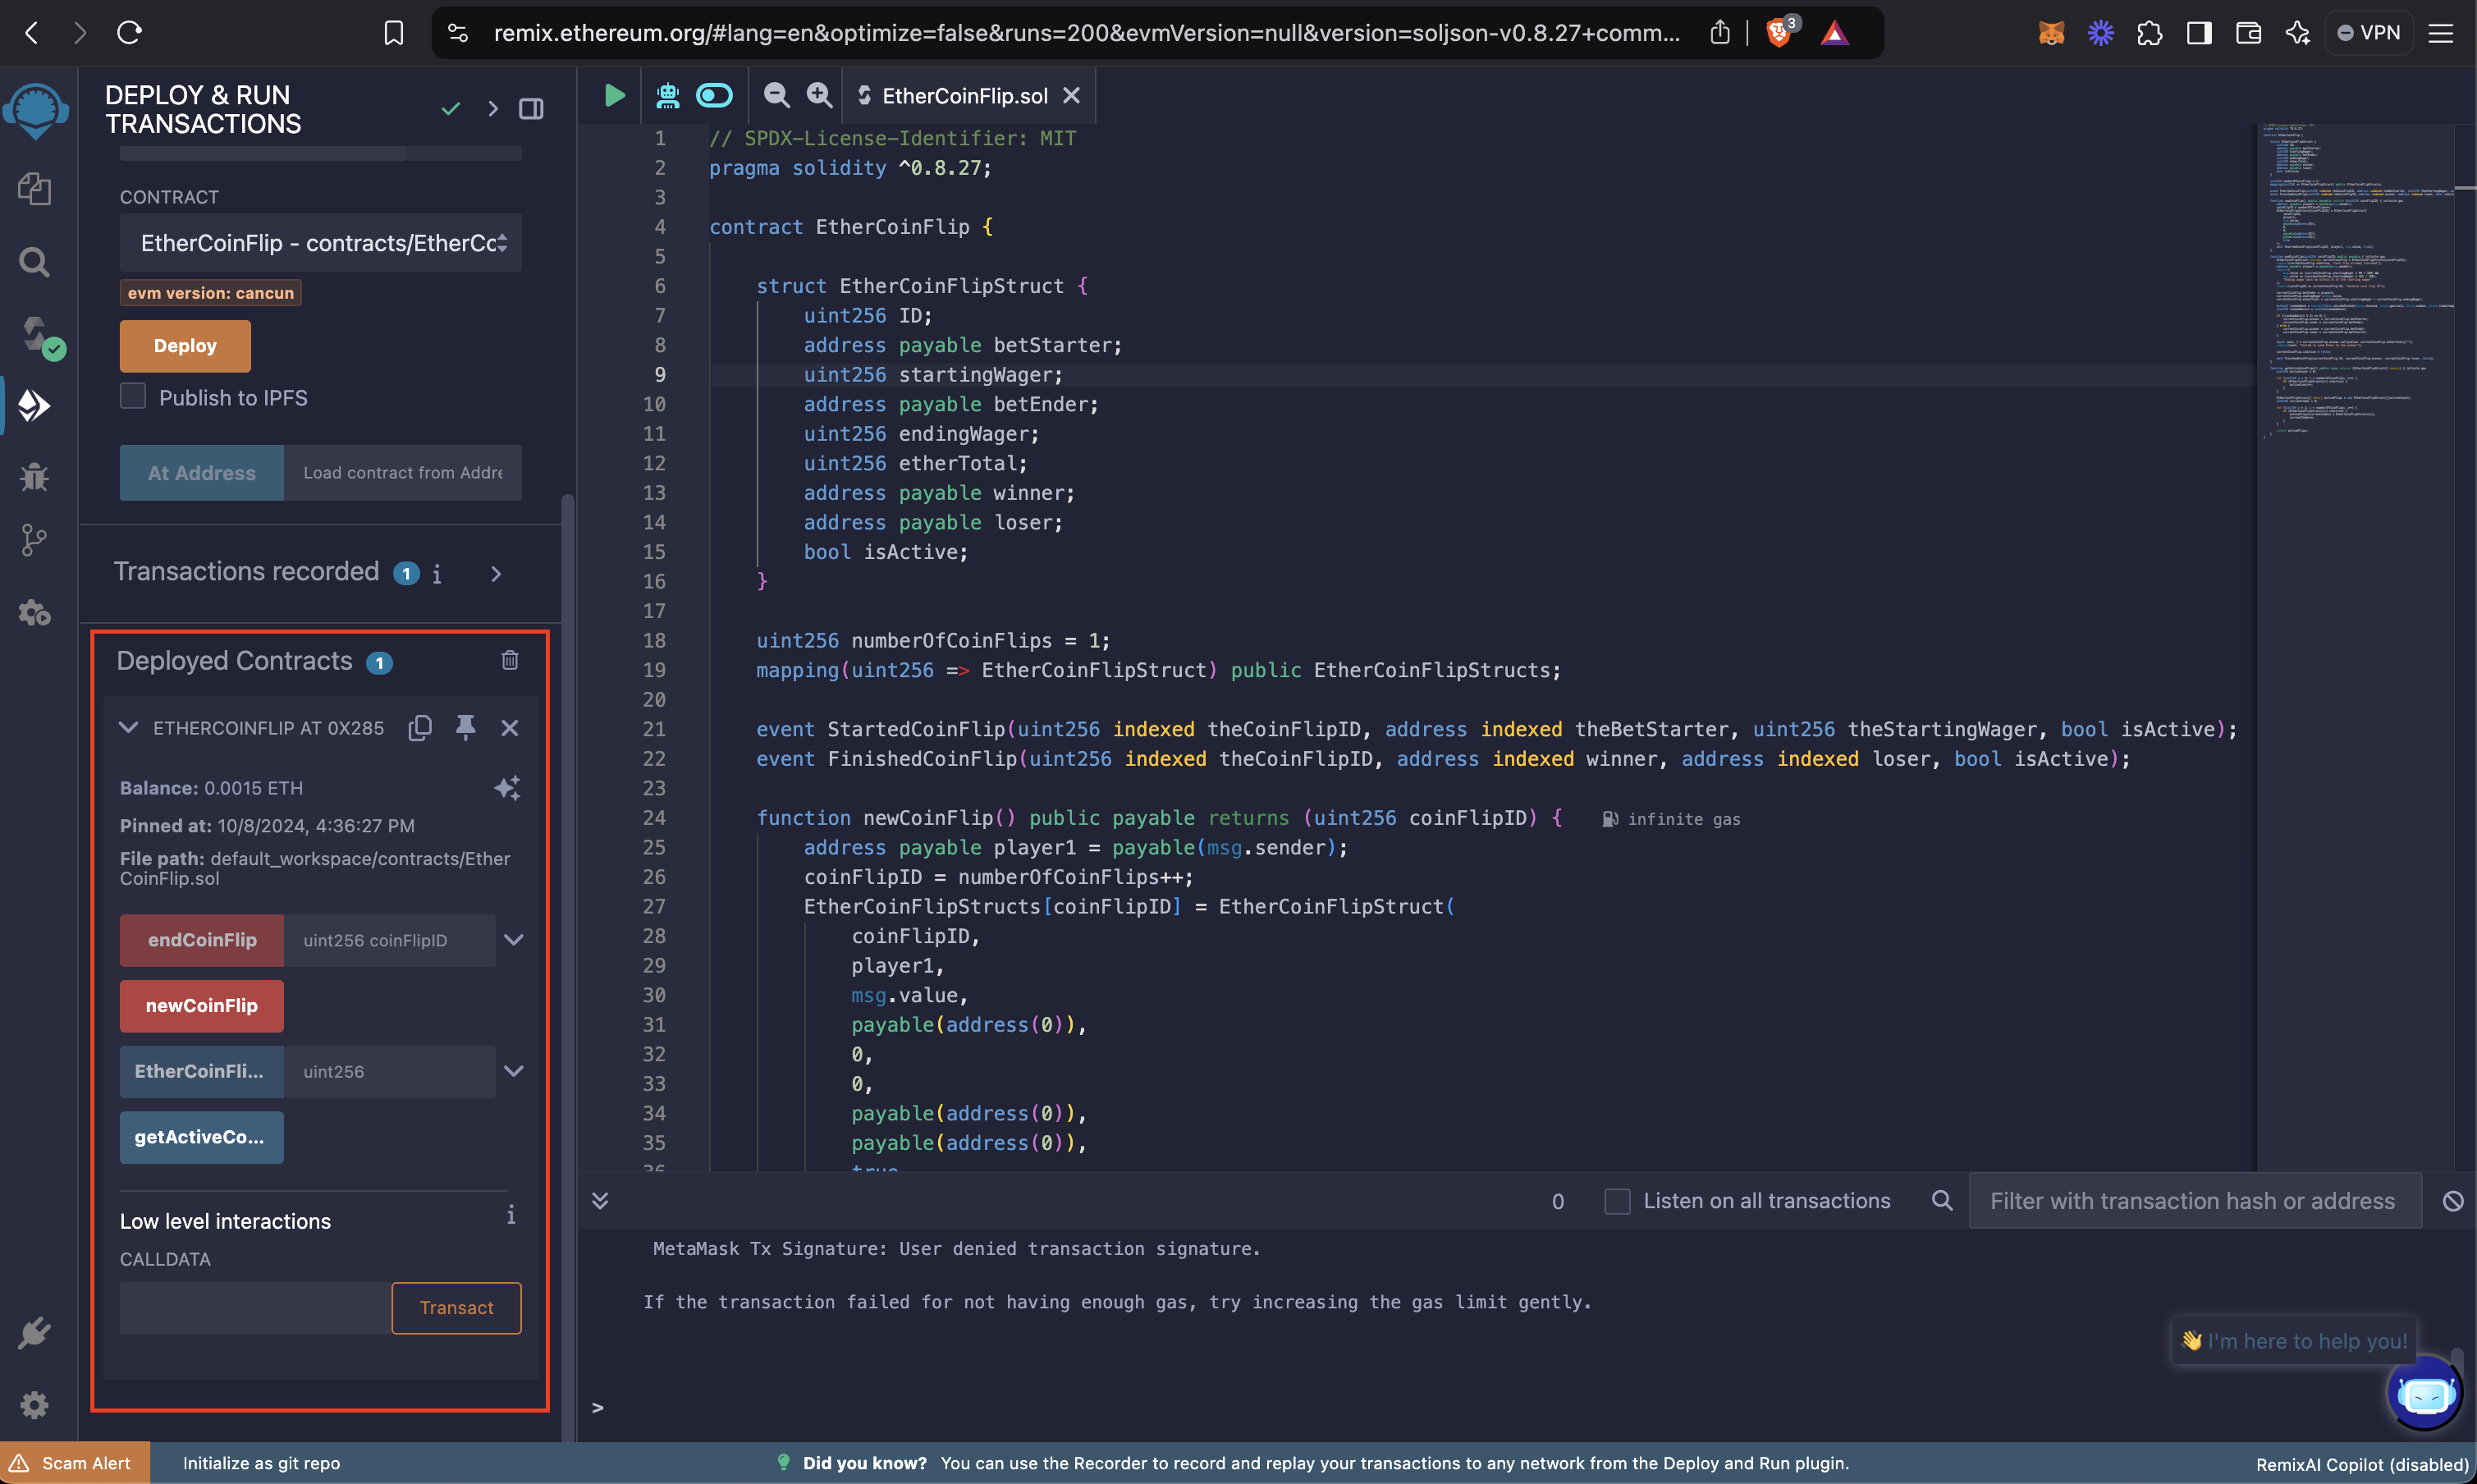 remix.ethereum.org/#lang=en&optimize=false&runs=200&evmVersion=null&version=soljson-v0.8.27+comm...
3
VPN
DEPLOY & RUN
TRANSACTIONS
CONTRACT
EtherCoinFlip - contracts/EtherCo
evm version: cancun
Deploy
Publish to IPFS
At Address
Load contract from Addre
Transactions recorded 1 i
Deployed Contracts 1
ETHERCOINFLIP AT 0X285
Balance: 0.0015 ETH
Pinned at: 10/8/2024, 4:36:27 PM
File path: default_workspace/contracts/Ether
CoinFlip.sol
endCoinFlip uint256 coinFlipID
newCoinFlip
EtherCoinFli... uint256
getActiveCo...
Low level interactions i
CALLDATA
Transact
EtherCoinFlip.sol
1 // SPDX-License-Identifier: MIT
2 pragma solidity ^0.8.27;
3
4 contract EtherCoinFlip {
5
6 struct EtherCoinFlipStruct {
7 uint256 ID;
8 address payable betStarter;
9 uint256 startingWager;
10 address payable betEnder;
11 uint256 endingWager;
12 uint256 etherTotal;
13 address payable winner;
14 address payable loser;
15 bool isActive;
16 }
17
18 uint256 numberOfCoinFlips = 1;
19 mapping(uint256 => EtherCoinFlipStruct) public EtherCoinFlipStructs;
20
21 event StartedCoinFlip(uint256 indexed theCoinFlipID, address indexed theBetStarter, uint256 theStartingWager, bool isActive);
22 event FinishedCoinFlip(uint256 indexed theCoinFlipID, address indexed winner, address indexed loser, bool isActive);
23
24 function newCoinFlip() public payable returns (uint256 coinFlipID) { infinite gas
25 address payable player1 = payable(msg.sender);
26 coinFlipID = numberOfCoinFlips++;
27 EtherCoinFlipStructs[coinFlipID] = EtherCoinFlipStruct(
28 coinFlipID,
29 player1,
30 msg.value,
31 payable(address(0)),
32 0,
33 0,
34 payable(address(0)),
35 payable(address(0)),
36 true
0 Listen on all transactions Filter with transaction hash or address
MetaMask Tx Signature: User denied transaction signature.
If the transaction failed for not having enough gas, try increasing the gas limit gently.
>
👋 I'm here to help you!
Scam Alert
Initialize as git repo
Did you know? You can use the Recorder to record and replay your transactions to any network from the Deploy and Run plugin.
RemixAI Copilot (disabled)